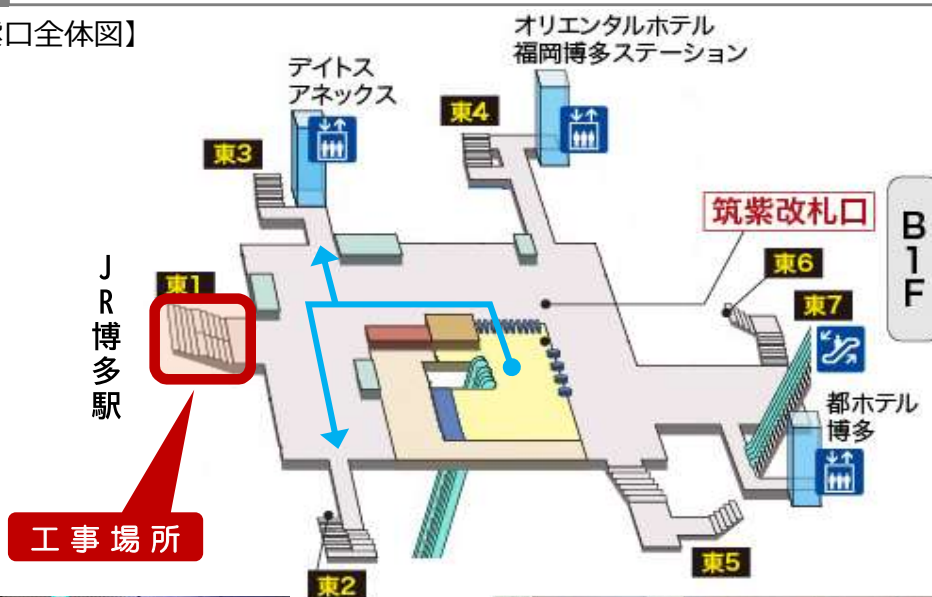 口全体図】
オリエンタルホテル
福岡博多ステーション
デイトス
アネックス
東4
東3
筑紫改札口
B1F
東6
東1
東7
JR博多駅
都ホテル
博多
工事場所
東5
東2